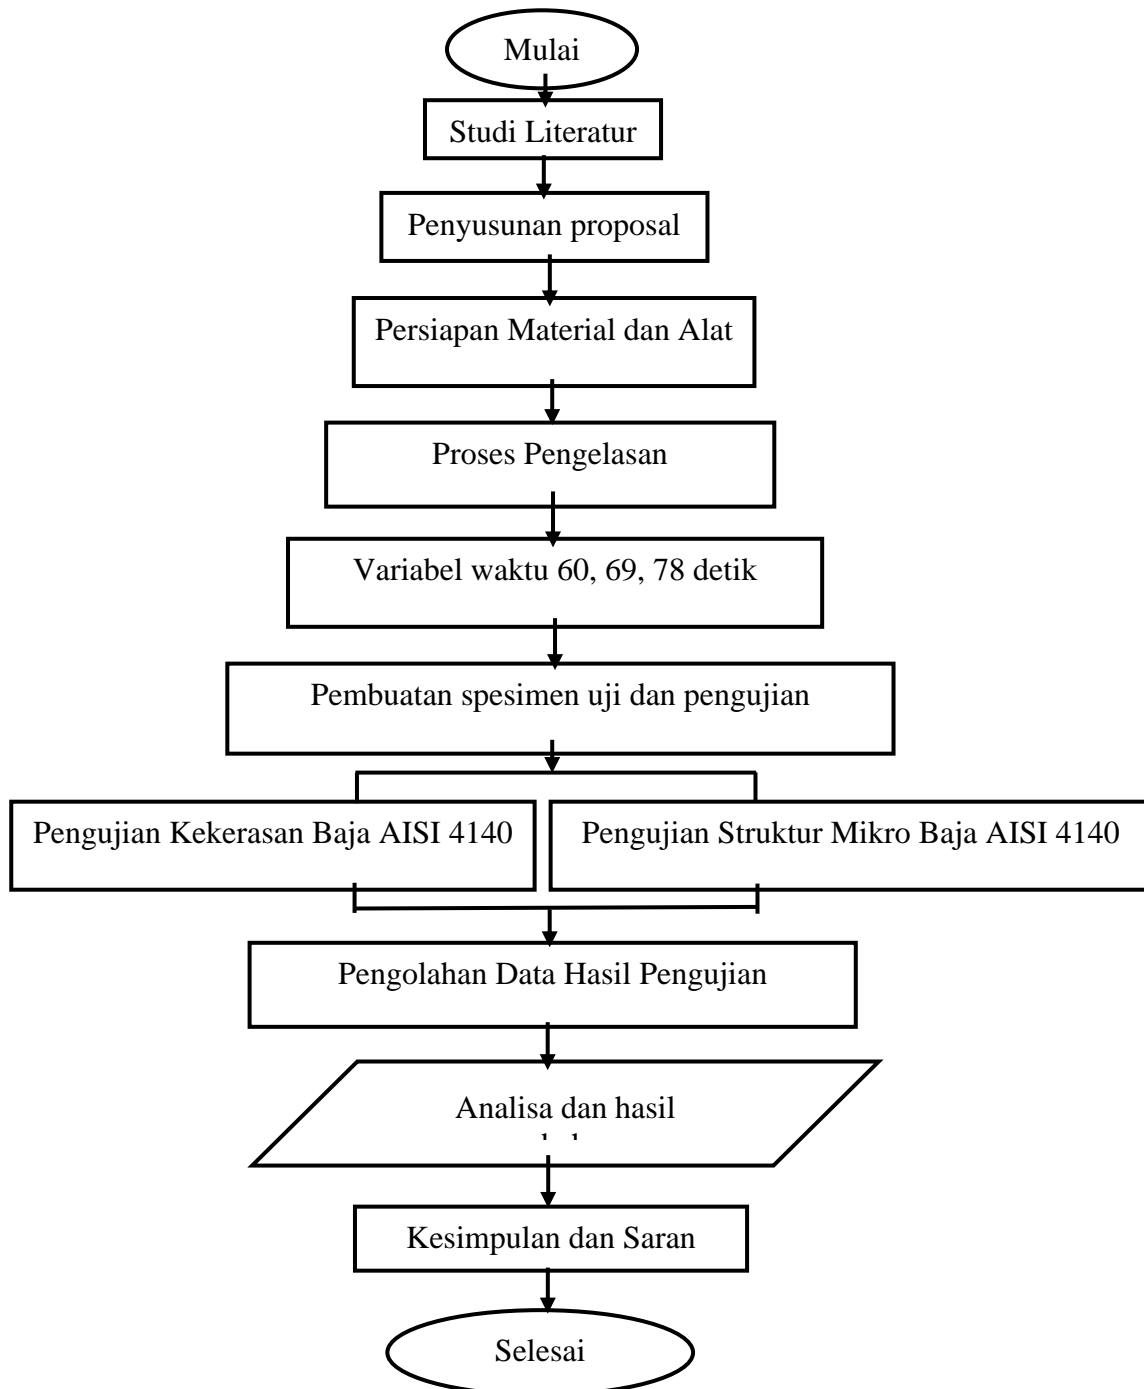 Mulai
Studi Literatur
Penyusunan proposal
Persiapan Material dan Alat
Proses Pengelasan
Variabel waktu 60, 69, 78 detik
Pembuatan spesimen uji dan pengujian
Pengujian Kekerasan Baja AISI 4140
Pengujian Struktur Mikro Baja AISI 4140
Pengolahan Data Hasil Pengujian
Analisa dan hasil
Kesimpulan dan Saran
Selesai